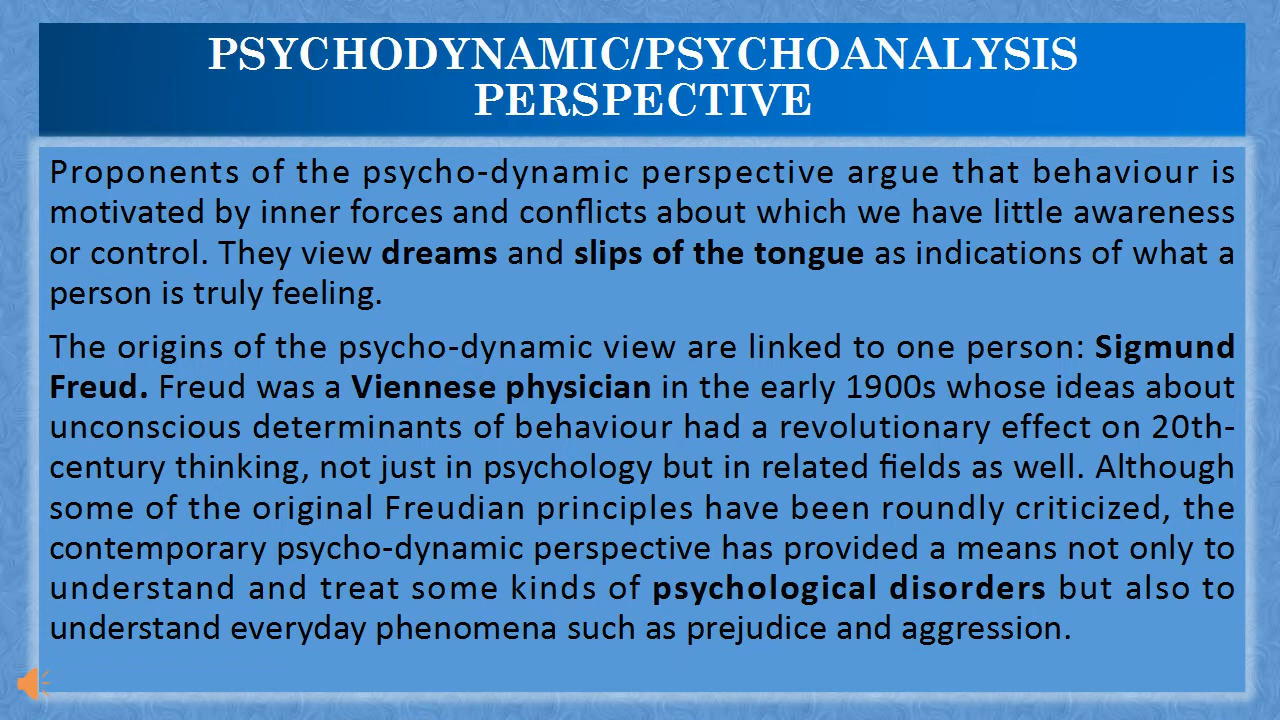 PSYCHODYNAMIC/PSYCHOANALYSIS
PERSPECTIVE
Proponents of the psycho-dynamic perspective argue that behaviour is
motivated by inner forces and conflicts about which we have little awareness
or control. They view dreams and slips of the tongue as indications of what a
person is truly feeling.
The origins of the psycho-dynamic view are linked to one person: Sigmund
Freud. Freud was a Viennese physician in the early 1900s whose ideas about
unconscious determinants of behaviour had a revolutionary effect on 20th-
century thinking, not just in psychology but in related fields as well. Although
some of the original Freudian principles have been roundly criticized, the
contemporary psycho-dynamic perspective has provided a means not only to
understand and treat some kinds of psychological disorders but also to
understand everyday phenomena such as prejudice and aggression.